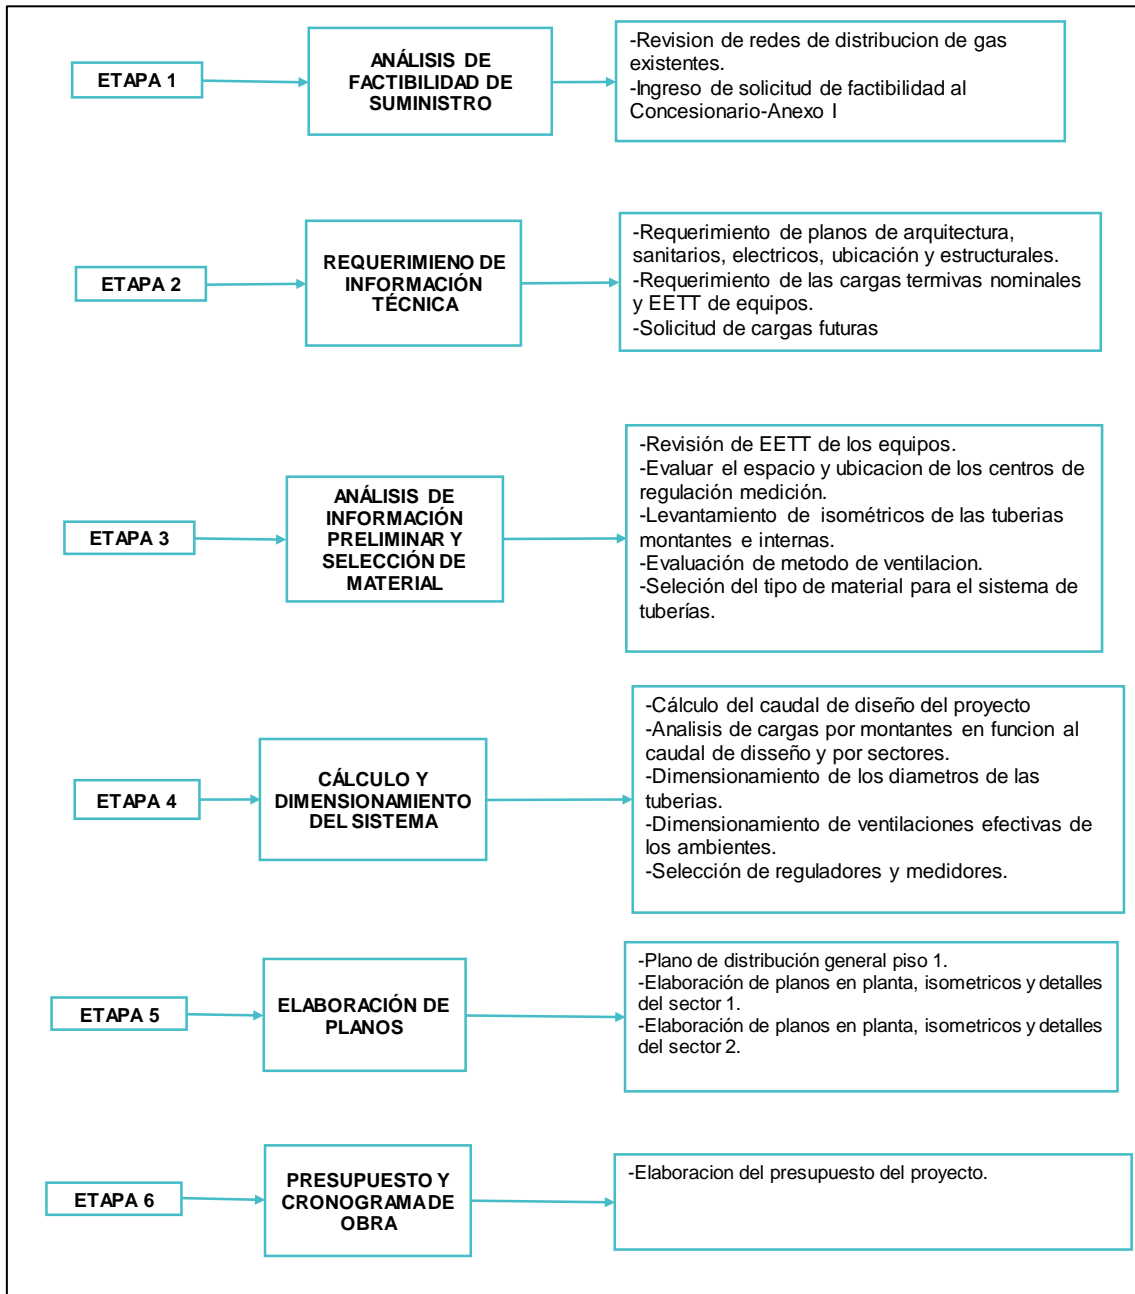 ETAPA 1
ANÁLISIS DE
FACTIBILIDAD DE
SUMINISTRO
-Revision de redes de distribucion de gas
existentes.
-Ingreso de solicitud de factibilidad al
Concesionario-Anexo I
ETAPA 2
REQUERIMIENO DE
INFORMACIÓN
TÉCNICA
-Requerimiento de planos de arquitectura,
sanitarios, electricos, ubicación y estructurales.
-Requerimiento de las cargas termivas nominales
y EETT de equipos.
-Solicitud de cargas futuras
ETAPA 3
ANÁLISIS DE
INFORMACIÓN
PRELIMINAR Y
SELECCIÓN DE
MATERIAL
-Revisión de EETT de los equipos.
-Evaluar el espacio y ubicacion de los centros de
regulación medición.
-Levantamiento de isométricos de las tuberias
montantes e internas.
-Evaluación de metodo de ventilacion.
-Seleción del tipo de material para el sistema de
tuberías.
ETAPA 4
CÁLCULO Y
DIMENSIONAMIENTO
DEL SISTEMA
-Cálculo del caudal de diseño del proyecto
-Analisis de cargas por montantes en funcion al
caudal de disseño y por sectores.
-Dimensionamiento de los diametros de las
tuberias.
-Dimensionamiento de ventilaciones efectivas de
los ambientes.
-Selección de reguladores y medidores.
ETAPA 5
ELABORACIÓN DE
PLANOS
-Plano de distribución general piso 1.
-Elaboración de planos en planta, isometricos y detalles
del sector 1.
-Elaboración de planos en planta, isometricos y detalles
del sector 2.
ETAPA 6
PRESUPUESTO Y
CRONOGRAMA DE
OBRA
-Elaboracion del presupuesto del proyecto.